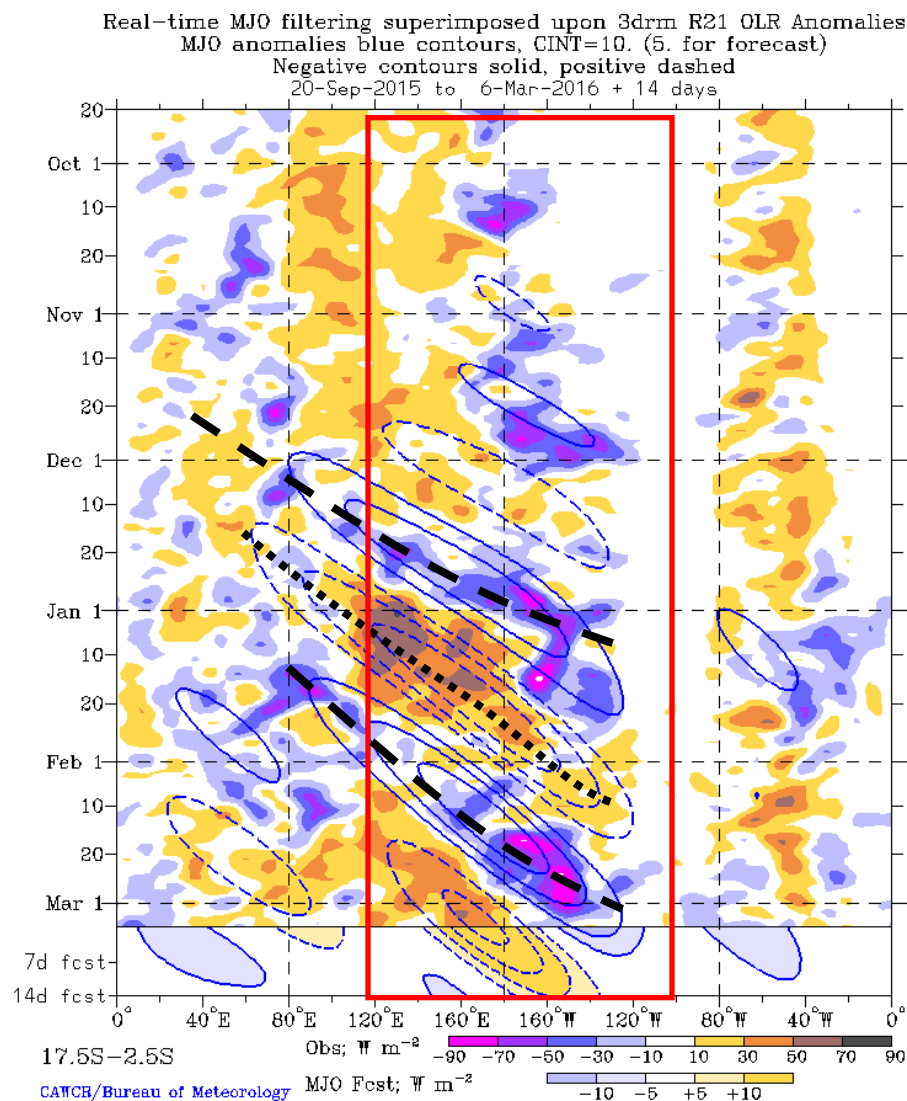 Real-time MJO filtering superimposed upon 3drm R21 OLR Anomalies
MJO anomalies blue contours, CINT=10. (5. for forecast)
Negative contours solid, positive dashed
20-Sep-2015 to 6-Mar-2016 + 14 days
20
Oct 1
10
20
Nov 1
10
20
Dec 1
10
20
Jan 1
10
20
Feb 1
10
20
Mar 1
7d fcst
14d fcst
0° 40°E 80°E 120°E 160°E 160°W 120°W 80°W 40°W 0°
17.5S-2.5S
Obs; W m⁻²
-90 -70 -50 -30 -10 10 30 50 70 90
CAWCR/Bureau of Meteorology
MJO Fcst; W m⁻²
-10 -5 +5 +10